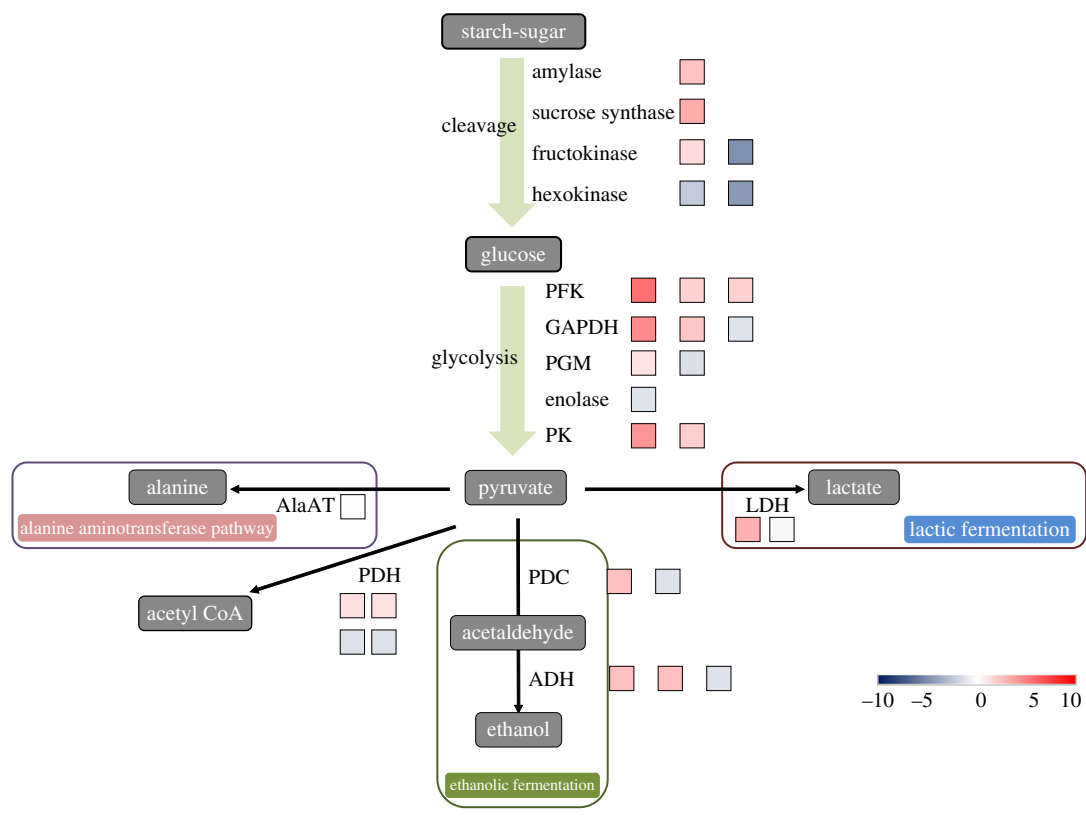 starch-sugar
amylase
cleavage
sucrose synthase
fructokinase
hexokinase
glucose
PFK
GAPDH
glycolysis
PGM
enolase
PK
alanine
pyruvate
lactate
AlaAT
LDH
alanine aminotransferase pathway
lactic fermentation
PDH
PDC
acetyl CoA
acetaldehyde
ADH
ethanol
ethanolic fermentation
–10 –5 0 5 10